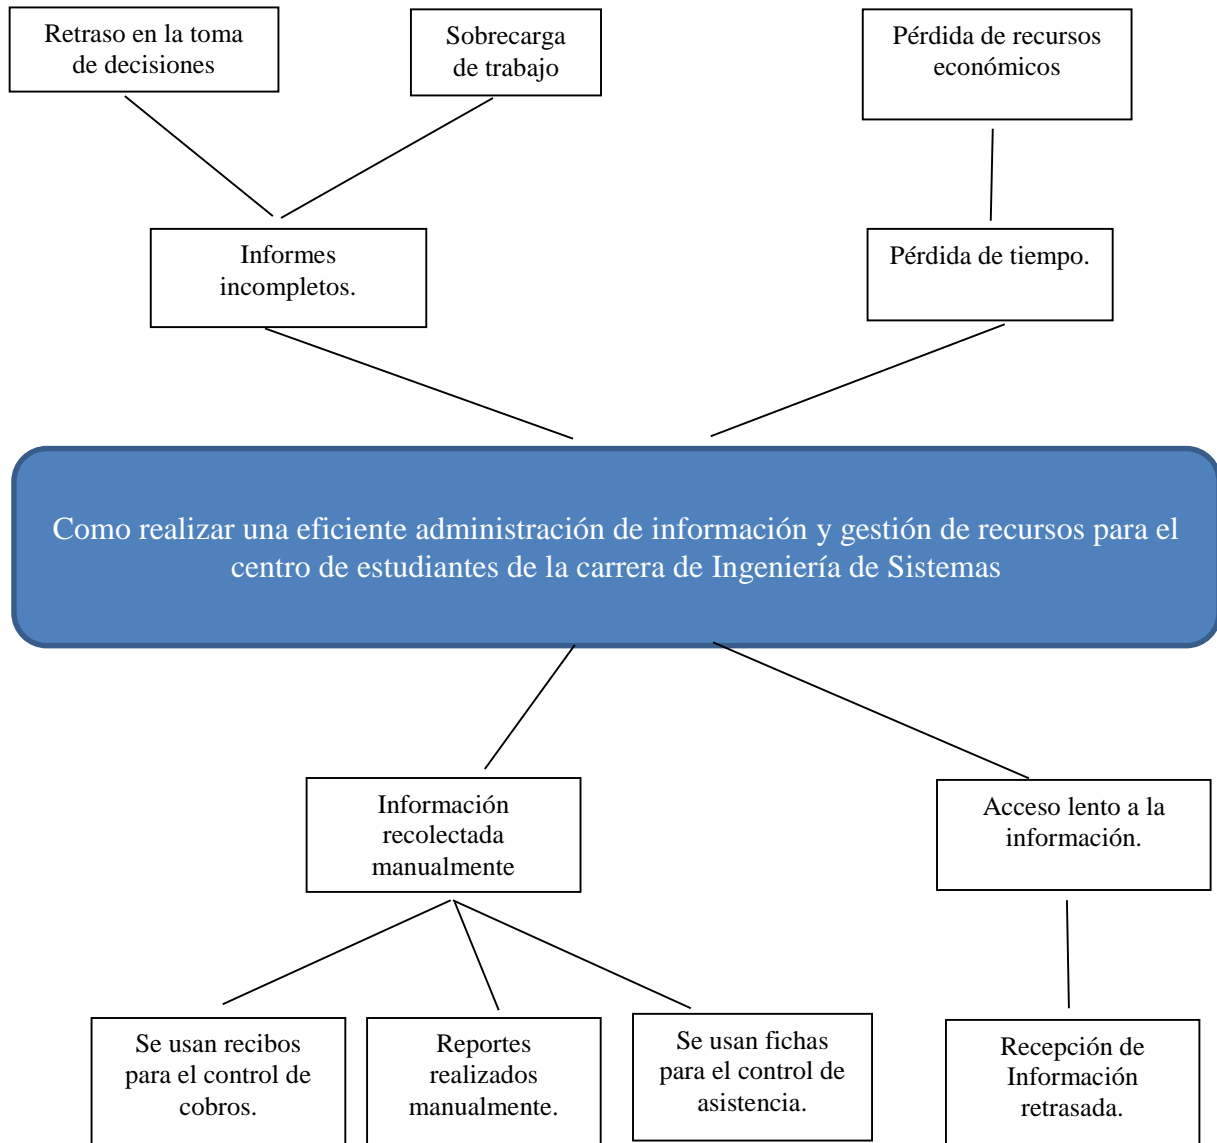 Retraso en la toma
de decisiones
Sobrecarga
de trabajo
Pérdida de recursos
económicos
Informes
incompletos.
Pérdida de tiempo.
Como realizar una eficiente administración de información y gestión de recursos para el
centro de estudiantes de la carrera de Ingeniería de Sistemas
Información
recolectada
manualmente
Acceso lento a la
información.
Se usan recibos
para el control de
cobros.
Reportes
realizados
manualmente.
Se usan fichas
para el control de
asistencia.
Recepción de
Información
retrasada.